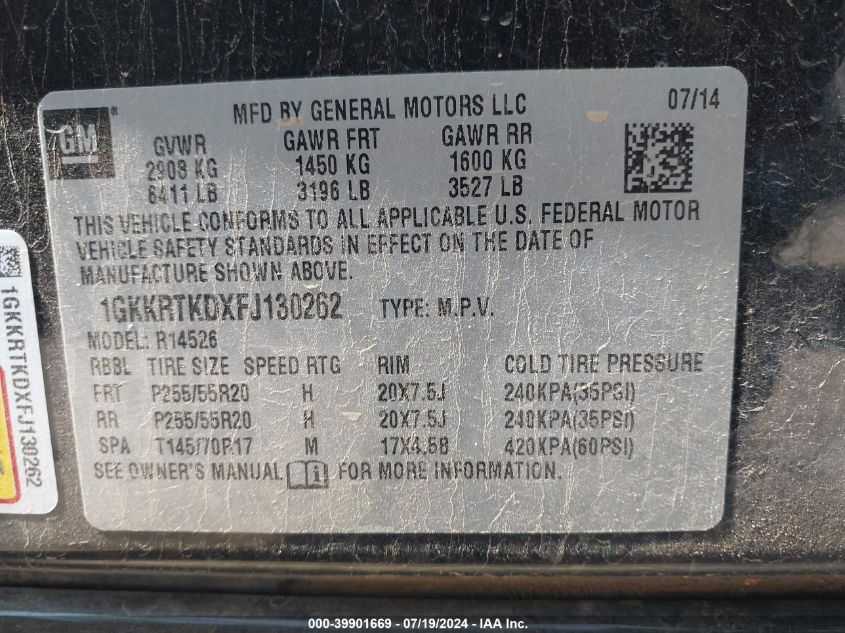 GM ® MFD BY GENERAL MOTORS LLC 07/14
GVWR GAWR FRT GAWR RR
2908 KG 1450 KG 1600 KG
6411 LB 3196 LB 3527 LB
THIS VEHICLE CONFORMS TO ALL APPLICABLE U.S. FEDERAL MOTOR
VEHICLE SAFETY STANDARDS IN EFFECT ON THE DATE OF
MANUFACTURE SHOWN ABOVE.
1GKKRTKDXFJ130262 TYPE: M.P.V.
MODEL: R14526
RBBL TIRE SIZE SPEED RTG RIM COLD TIRE PRESSURE
FRT P255/55R20 H 20X7.5J 240KPA(35PSI)
RR P255/55R20 H 20X7.5J 240KPA(35PSI)
SPA T145/70R17 M 17X4.5B 420KPA(60PSI)
SEE OWNER'S MANUAL FOR MORE INFORMATION.
1GKKRTKDXFJ130262
000-39901669 - 07/19/2024 - IAA Inc.